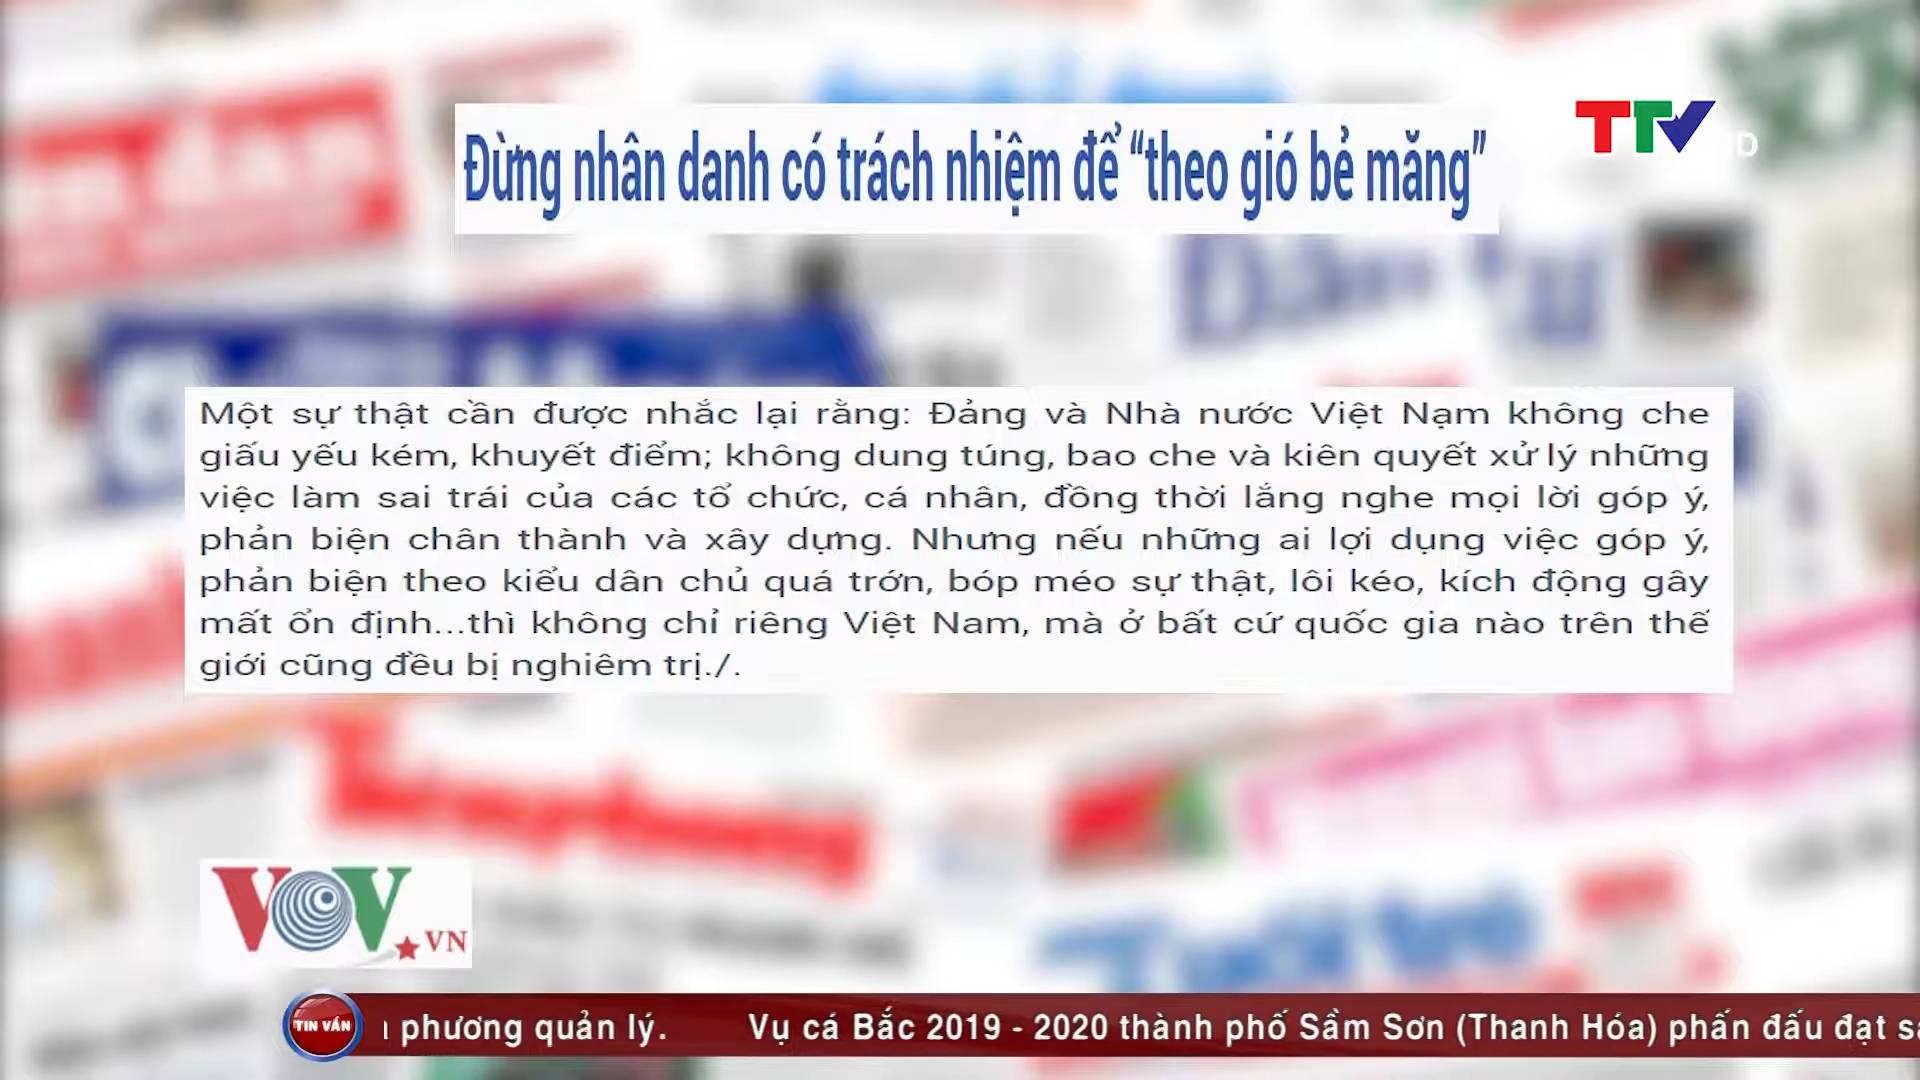 TTV
HD
Đừng nhân danh có trách nhiệm để “theo gió bẻ măng”
Một sự thật cần được nhắc lại rằng: Đảng và Nhà nước Việt Nam không che
giấu yếu kém, khuyết điểm; không dung túng, bao che và kiên quyết xử lý những
việc làm sai trái của các tổ chức, cá nhân, đồng thời lắng nghe mọi lời góp ý,
phản biện chân thành và xây dựng. Nhưng nếu những ai lợi dụng việc góp ý,
phản biện theo kiểu dân chủ quá trớn, bóp méo sự thật, lôi kéo, kích động gây
mất ổn định...thì không chỉ riêng Việt Nam, mà ở bất cứ quốc gia nào trên thế
giới cũng đều bị nghiêm trị./.
VOV.VN
TIN VẮN
phương quản lý. Vụ cá Bắc 2019 - 2020 thành phố Sầm Sơn (Thanh Hóa) phấn đấu đạt